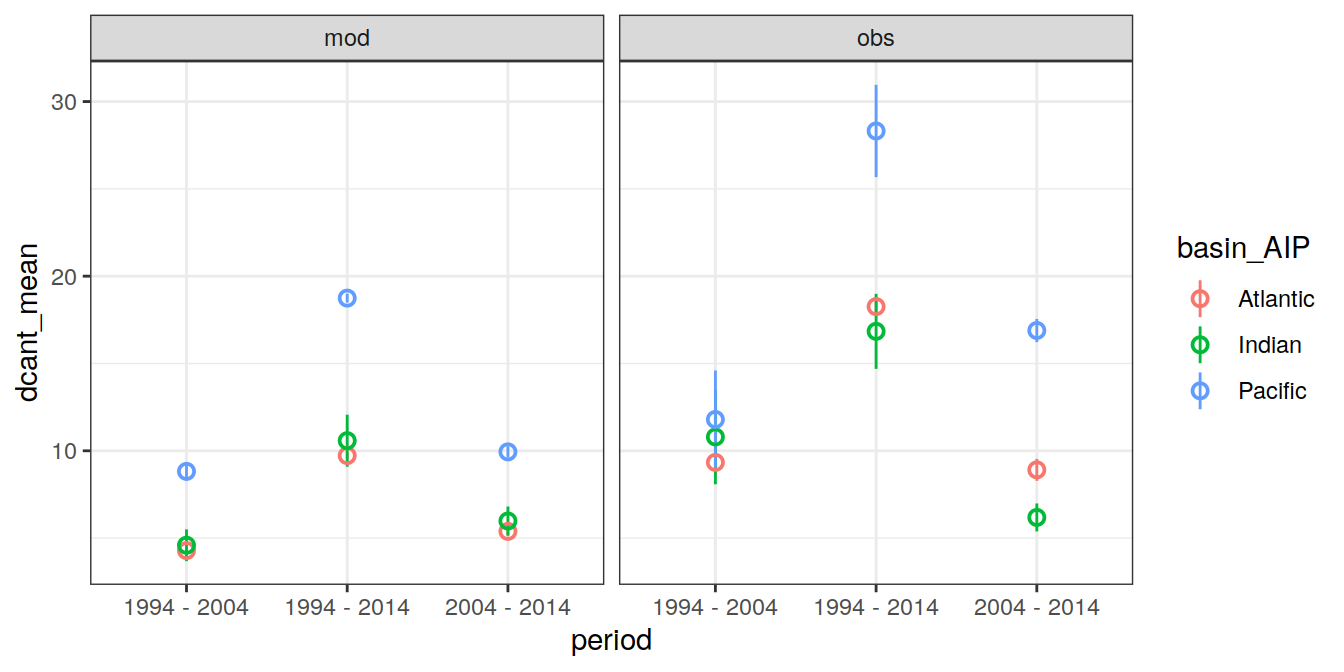 mod
obs
30
20
10
dcant_mean
1994 - 2004
1994 - 2014
2004 - 2014
1994 - 2004
1994 - 2014
2004 - 2014
period
basin_AIP
Atlantic
Indian
Pacific